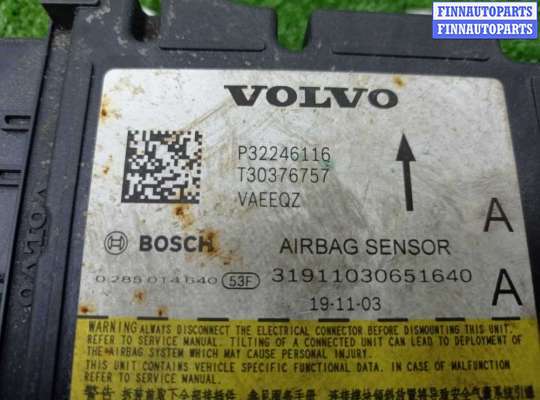 FINNAUTOPARTS
FINNAUTOPARTS
VOLVO
P32246116
T30376757
VAEEQZ
A
BOSCH
AIRBAG SENSOR
0 285 014 640 53F
31911030651640
A
19-11-03
WARNING ALWAYS DISCONNECT THE ELECTRICAL CONNECTOR BEFORE DISMOUNTING THIS UNIT.
REFER TO SERVICE MANUAL. TILTING OF A CONNECTED UNIT CAN LEAD TO DEPLOYMENT OF
THE AIRBAG SYSTEM WHICH MAY CAUSE PERSONAL INJURY.
THIS UNIT CONTAINS VEHICLE SPECIFIC FUNCTIONAL DATA. IN CASE OF MALFUNCTION
REFER TO SERVICE MANUAL.
警告
VOLVO